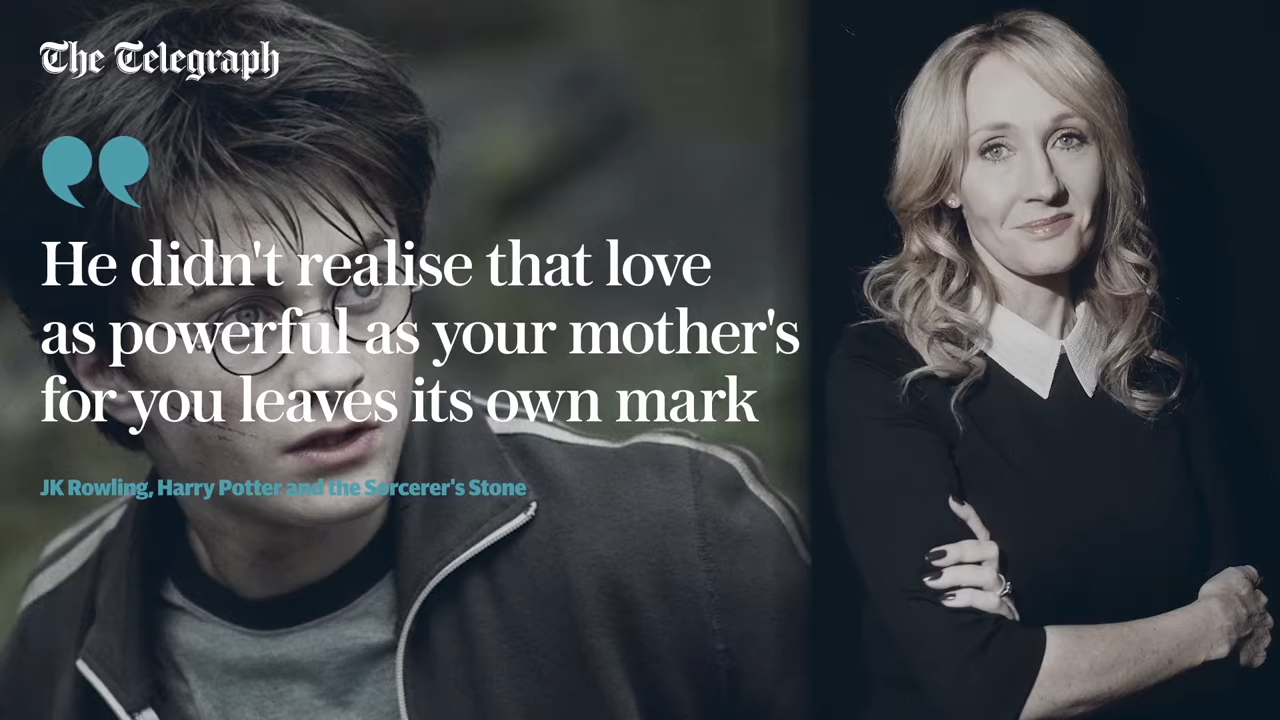 The Telegraph
He didn't realise that love
as powerful as your mother's
for you leaves its own mark
JK Rowling, Harry Potter and the Sorcerer's Stone